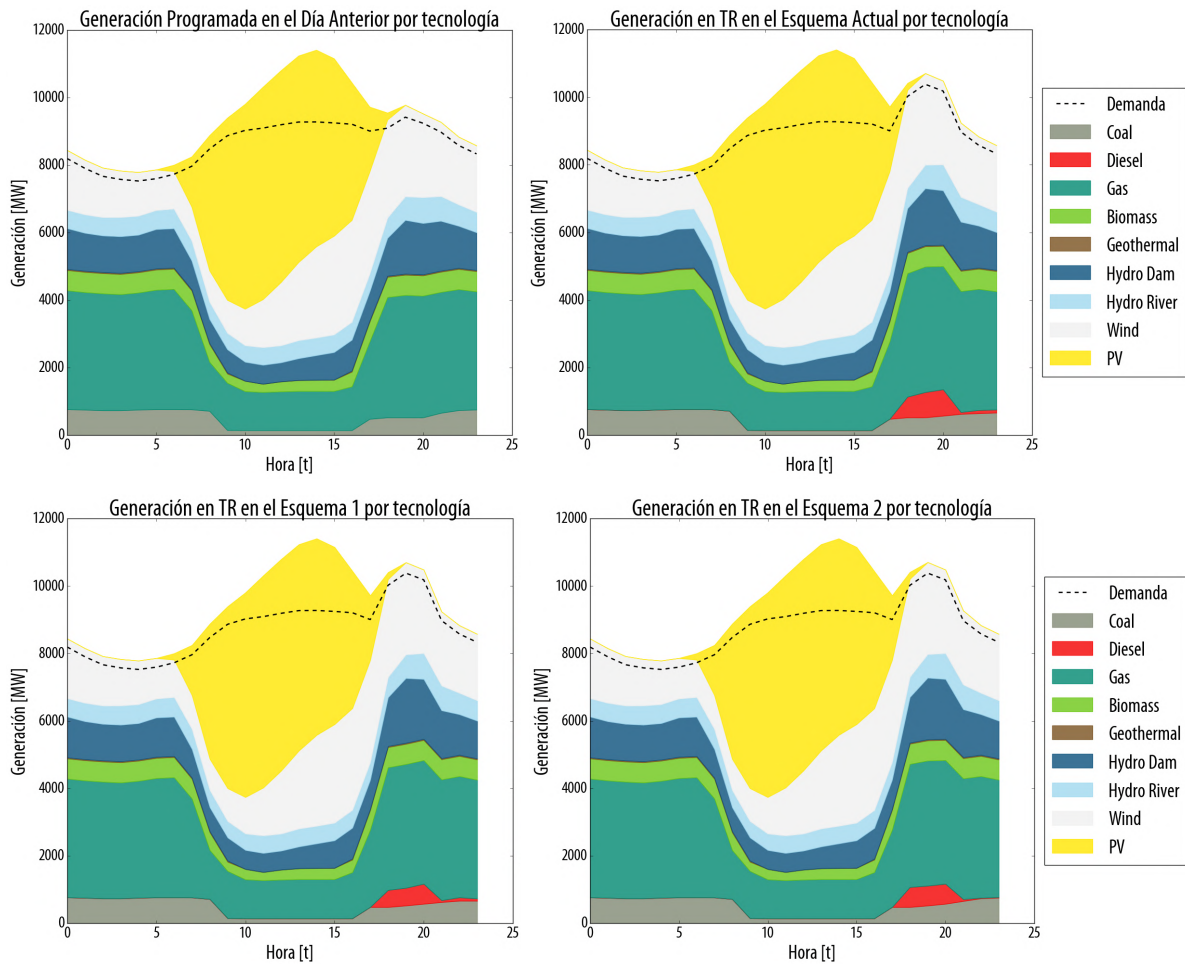 Generación Programada en el Día Anterior por tecnología
12000
10000
8000
6000
4000
2000
0
Generación [MW]
0 5 10 15 20 25
Hora [t]
Generación en TR en el Esquema Actual por tecnología
12000
10000
8000
6000
4000
2000
0
Generación [MW]
0 5 10 15 20 25
Hora [t]
Demanda
Coal
Diesel
Gas
Biomass
Geothermal
Hydro Dam
Hydro River
Wind
PV
Generación en TR en el Esquema 1 por tecnología
12000
10000
8000
6000
4000
2000
0
Generación [MW]
0 5 10 15 20 25
Hora [t]
Generación en TR en el Esquema 2 por tecnología
12000
10000
8000
6000
4000
2000
0
Generación [MW]
0 5 10 15 20 25
Hora [t]
Demanda
Coal
Diesel
Gas
Biomass
Geothermal
Hydro Dam
Hydro River
Wind
PV